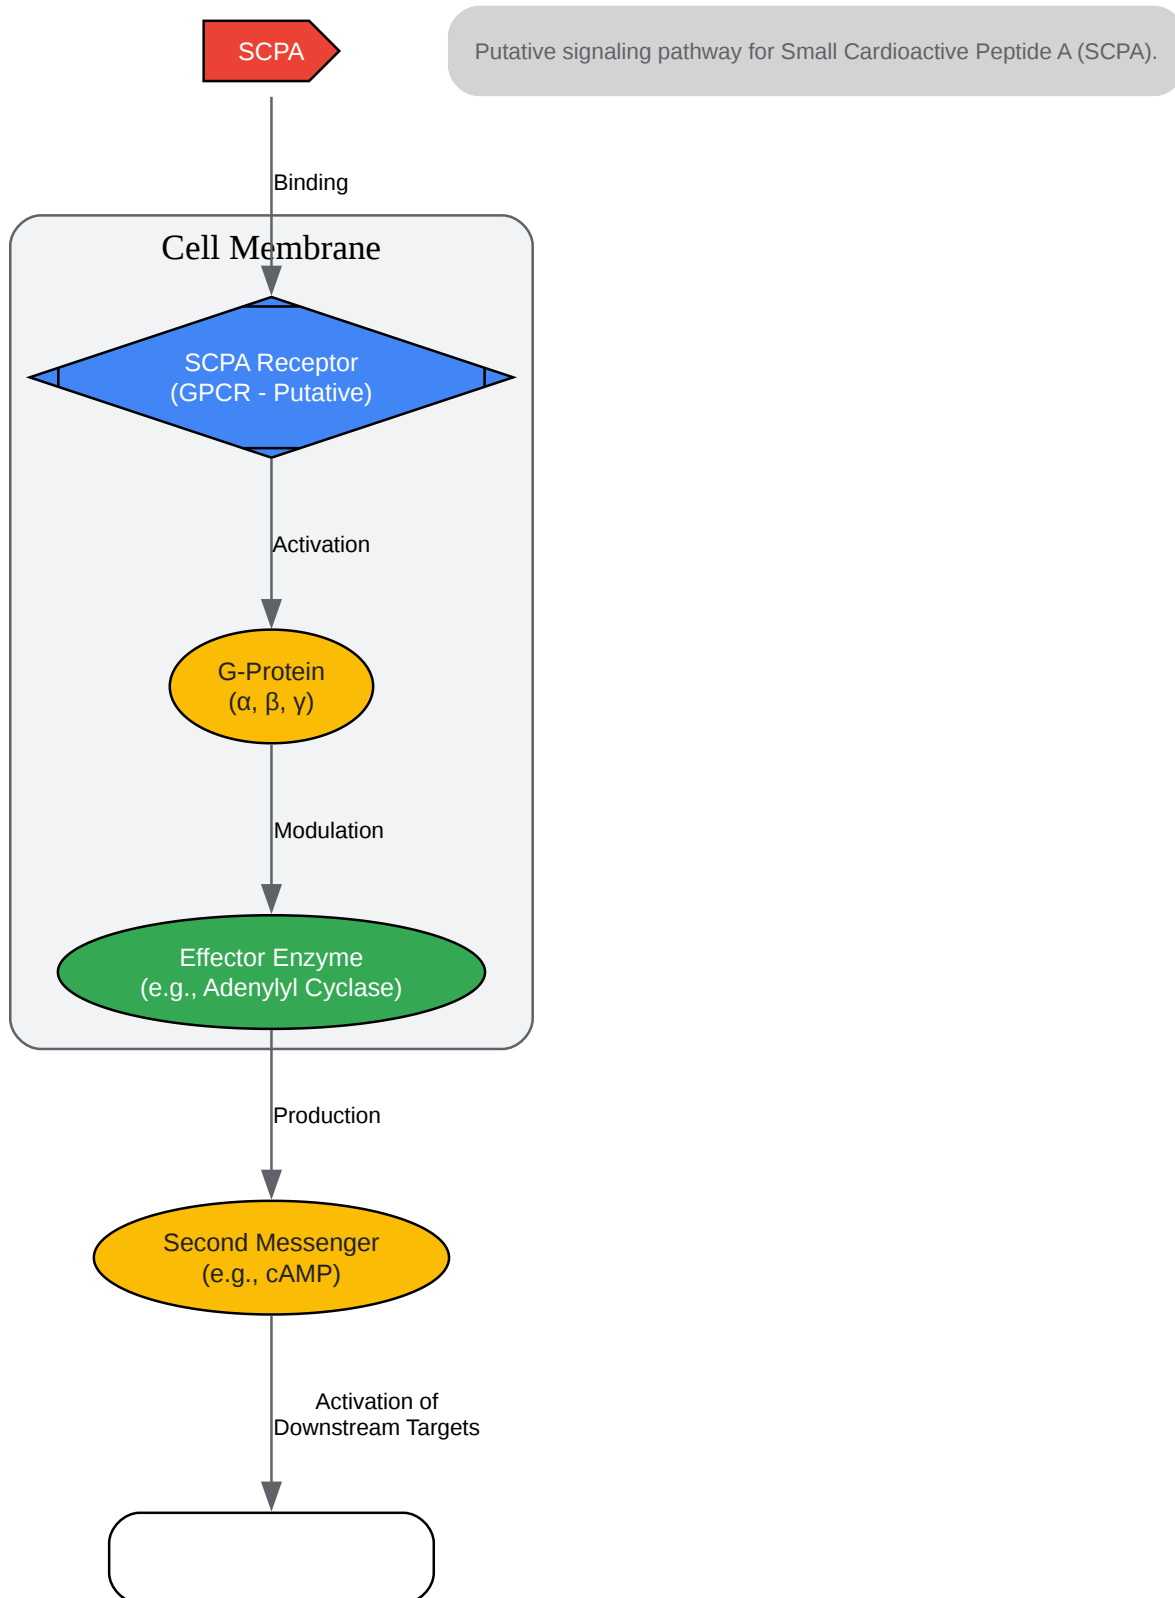 SCPA
Putative signaling pathway for Small Cardioactive Peptide A (SCPA).
Binding
Cell Membrane
SCPA Receptor
(GPCR - Putative)
Activation
G-Protein
(α, β, γ)
Modulation
Effector Enzyme
(e.g., Adenylyl Cyclase)
Production
Second Messenger
(e.g., cAMP)
Activation of
Downstream Targets